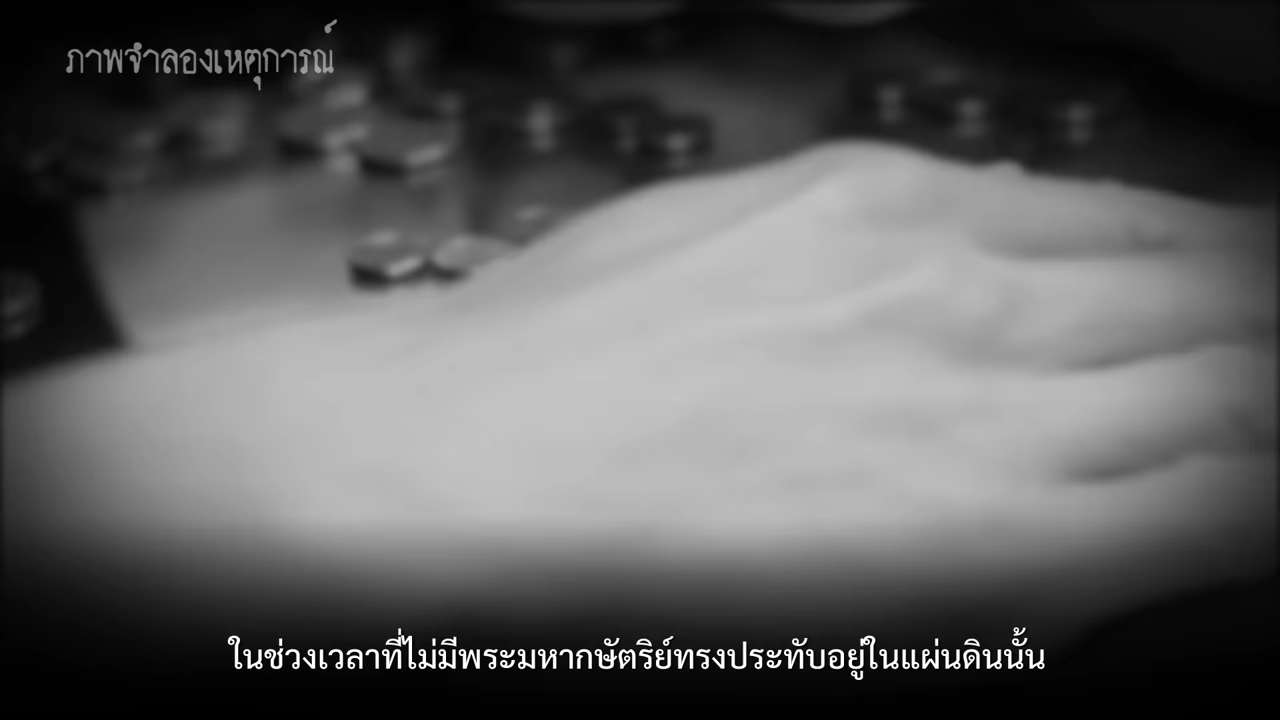 ภาพจำลองเหตุการณ์
ในช่วงเวลาที่ไม่มีพระมหากษัตริย์ทรงประทับอยู่ในแผ่นดินนั้น